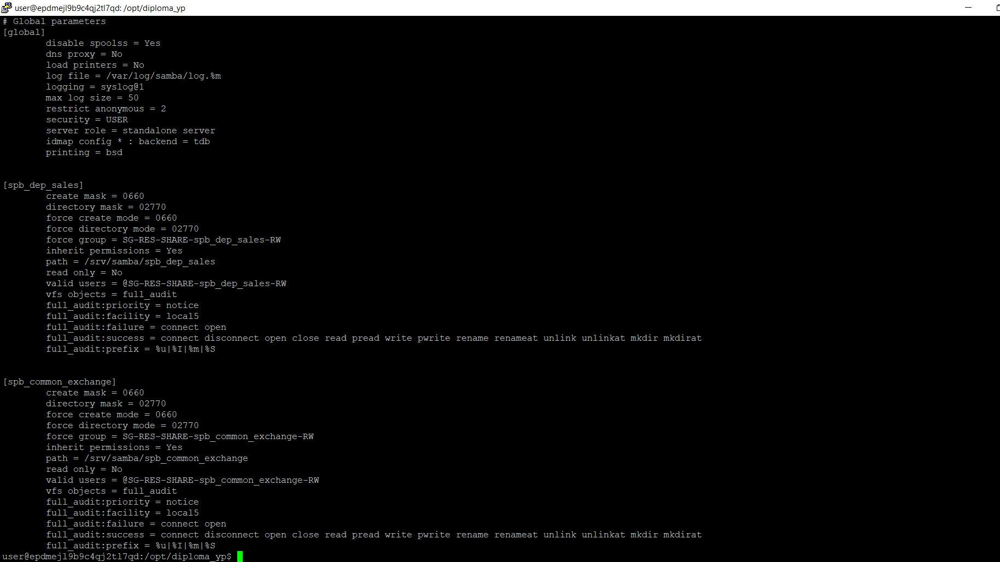 user@epdmejl9b9c4qj2tl7qd: /opt/diploma_yp
# Global parameters
[global]
        disable spoolss = Yes
        dns proxy = No
        load printers = No
        log file = /var/log/samba/log.%m
        logging = syslog@1
        max log size = 50
        restrict anonymous = 2
        security = USER
        server role = standalone server
        idmap config * : backend = tdb
        printing = bsd


[spb_dep_sales]
        create mask = 0660
        directory mask = 02770
        force create mode = 0660
        force directory mode = 02770
        force group = SG-RES-SHARE-spb_dep_sales-RW
        inherit permissions = Yes
        path = /srv/samba/spb_dep_sales
        read only = No
        valid users = @SG-RES-SHARE-spb_dep_sales-RW
        vfs objects = full_audit
        full_audit:priority = notice
        full_audit:facility = local5
        full_audit:failure = connect open
        full_audit:success = connect disconnect open close read pread write pwrite rename renameat unlink unlinkat mkdir mkdirat
        full_audit:prefix = %u|%I|%m|%S


[spb_common_exchange]
        create mask = 0660
        directory mask = 02770
        force create mode = 0660
        force directory mode = 02770
        force group = SG-RES-SHARE-spb_common_exchange-RW
        inherit permissions = Yes
        path = /srv/samba/spb_common_exchange
        read only = No
        valid users = @SG-RES-SHARE-spb_common_exchange-RW
        vfs objects = full_audit
        full_audit:priority = notice
        full_audit:facility = local5
        full_audit:failure = connect open
        full_audit:success = connect disconnect open close read pread write pwrite rename renameat unlink unlinkat mkdir mkdirat
        full_audit:prefix = %u|%I|%m|%S
user@epdmejl9b9c4qj2tl7qd:/opt/diploma_yp$